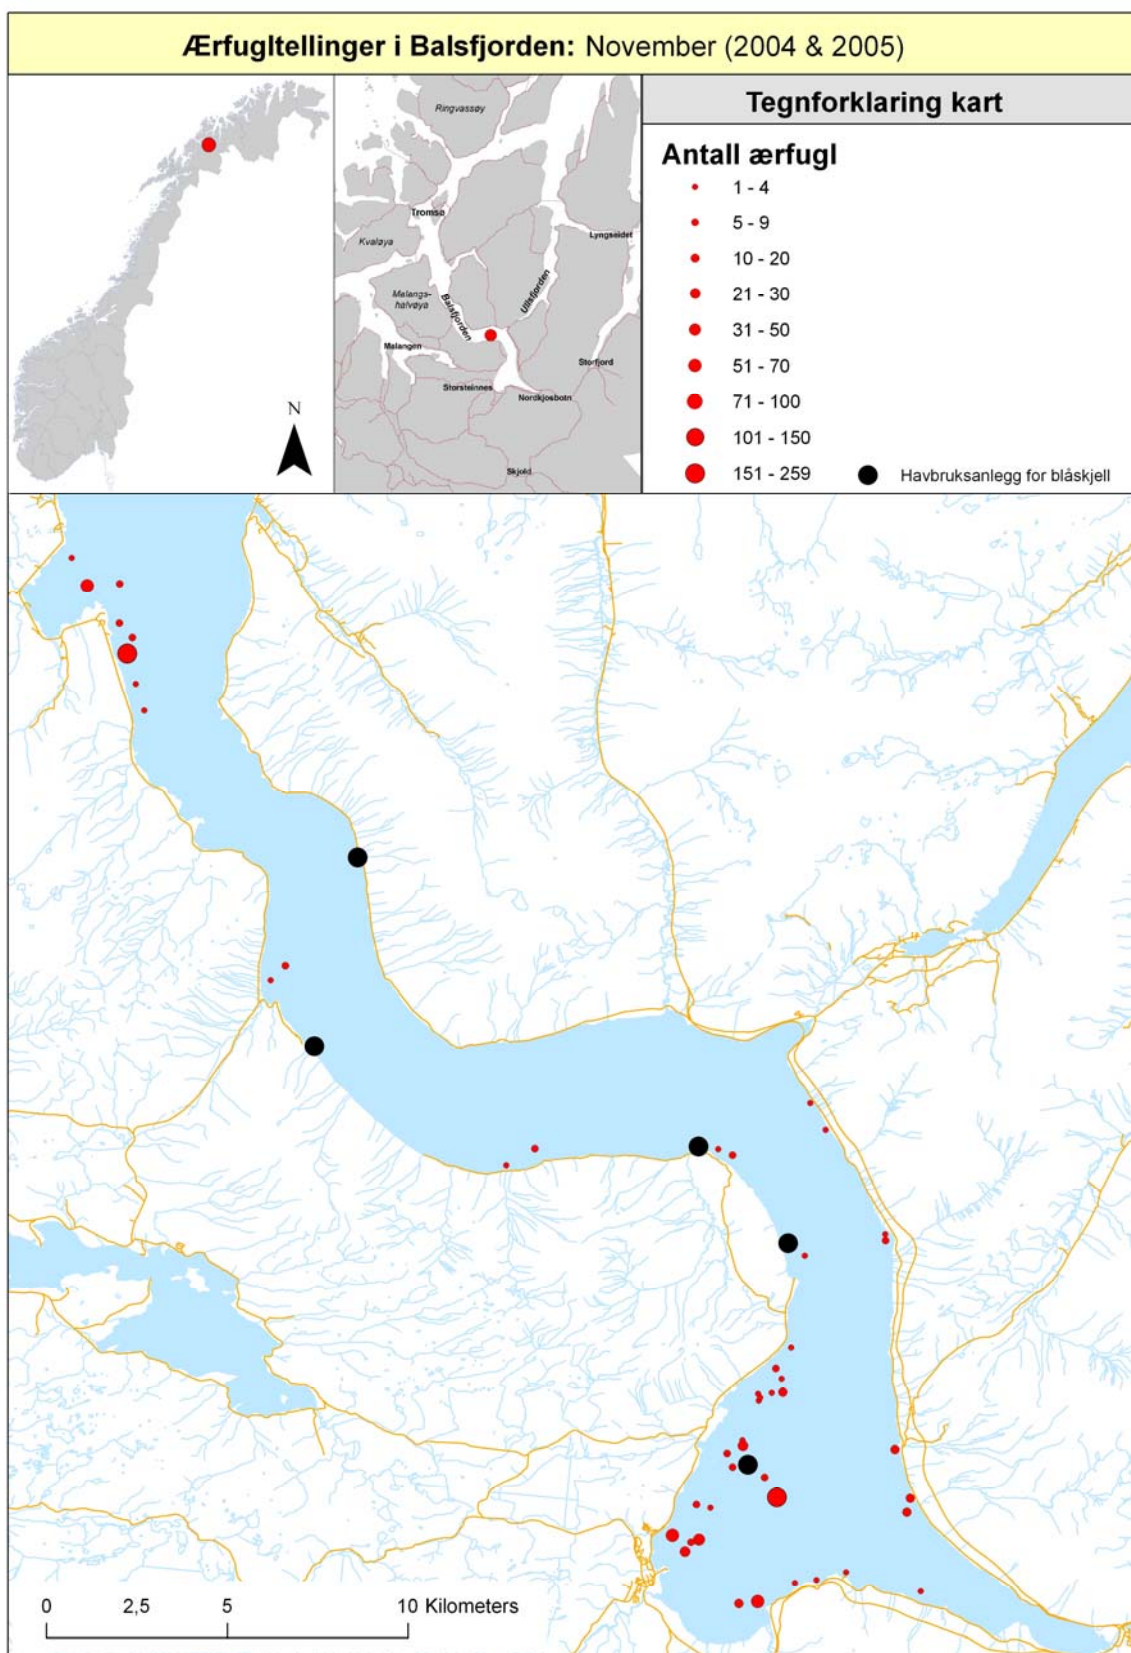 Ærfugltellinger i Balsfjorden: November (2004 & 2005)
N
Ringvassøy
Tromsø
Kvaløya
Lyngseidet
Ullsfjorden
Malangs-
halvøya
Balsfjorden
Malangen
Storfjord
Storsteinnes
Nordkjosbotn
Skjold
Tegnforklaring kart
Antall ærfugl
1 - 4
5 - 9
10 - 20
21 - 30
31 - 50
51 - 70
71 - 100
101 - 150
151 - 259
Havbruksanlegg for blåskjell
0 2,5 5 10 Kilometers